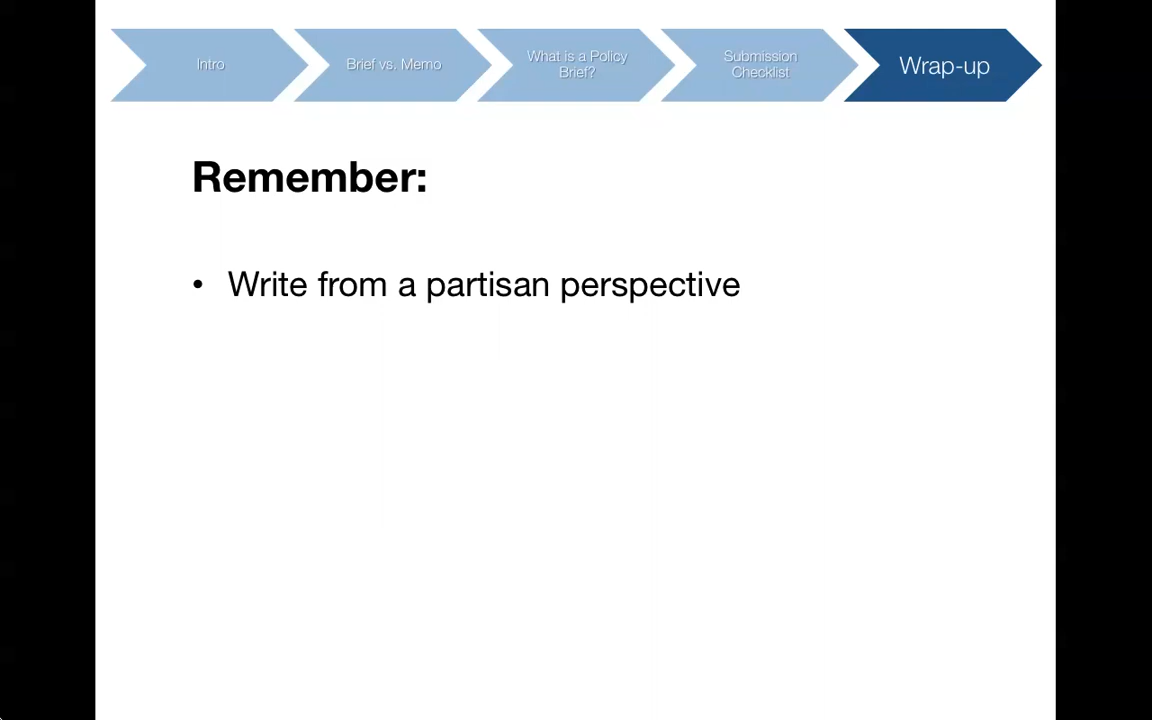 Intro
Brief vs. Memo
What is a Policy
Brief?
Submission
Checklist
Wrap-up
Remember:
• Write from a partisan perspective